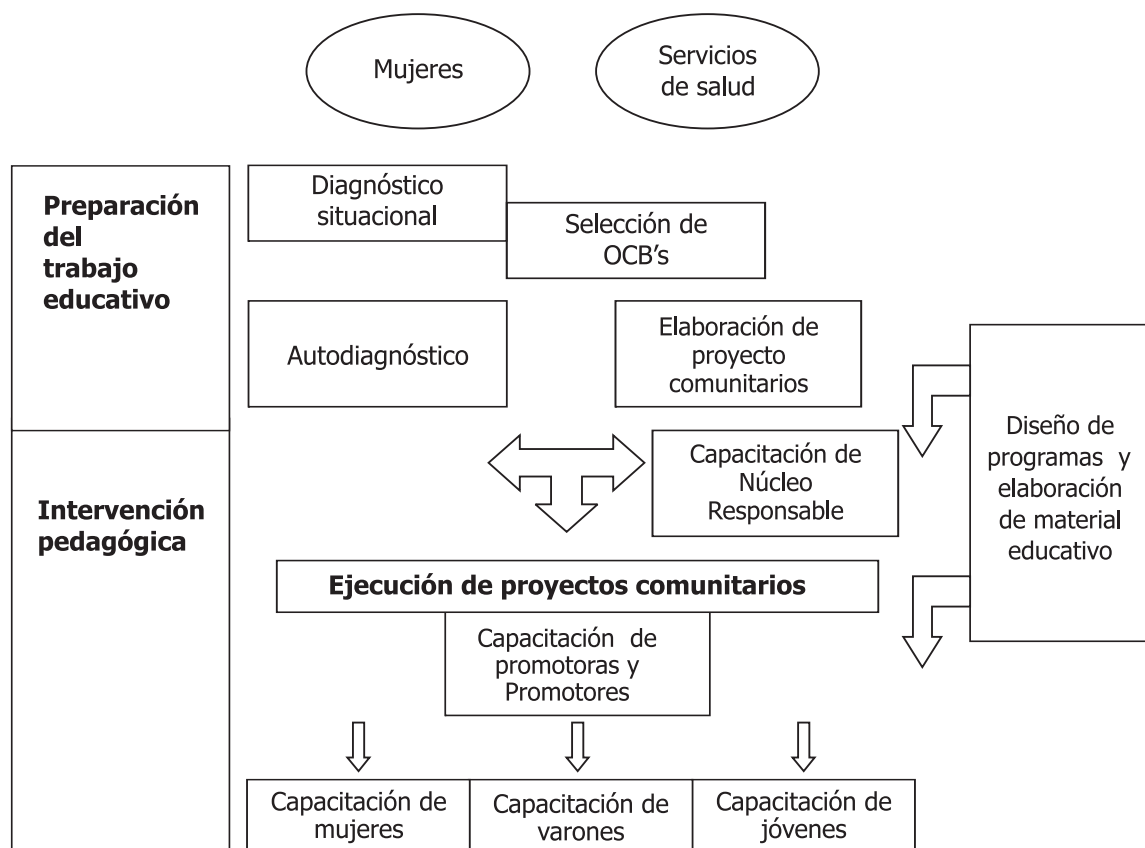 Mujeres
Servicios
de salud
Preparación
del
trabajo
educativo
Diagnóstico
situacional
Selección de
OCB's
Autodiagnóstico
Elaboración de
proyecto
comunitarios
Intervención
pedagógica
Capacitación de
Núcleo
Responsable
Diseño de
programas y
elaboración
de material
educativo
Ejecución de proyectos comunitarios
Capacitación de
promotoras y
Promotores
Capacitación de
mujeres
Capacitación de
varones
Capacitación de
jóvenes